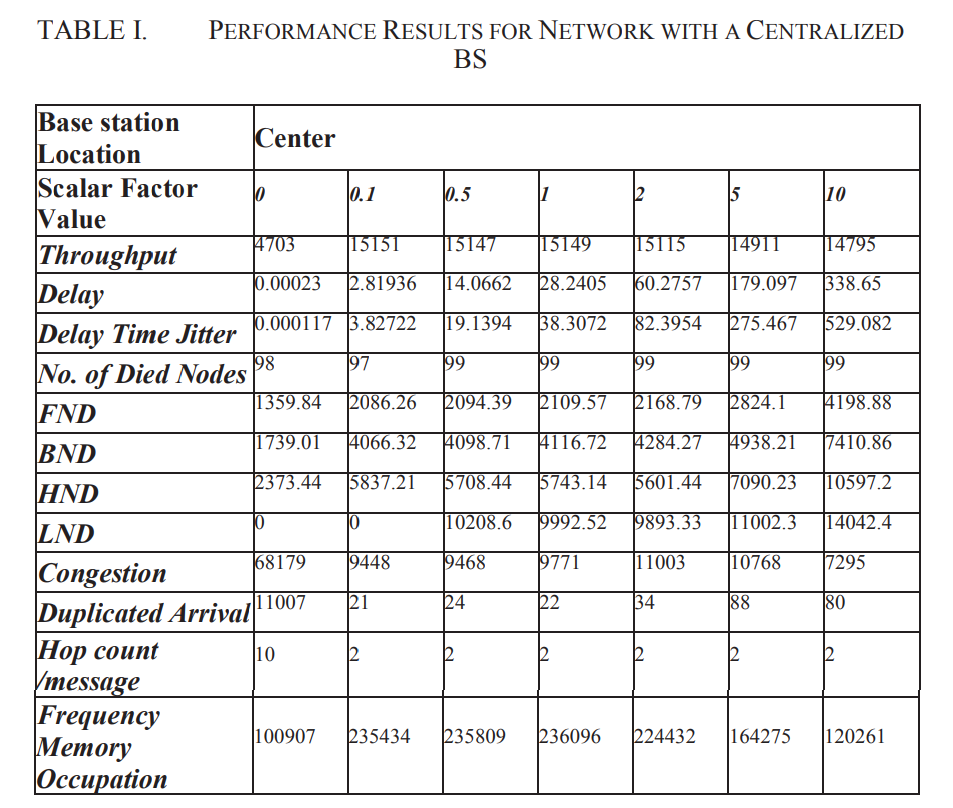 TABLE I. PERFORMANCE RESULTS FOR NETWORK WITH A CENTRALIZED
BS
Base station
Location
Center
Scalar Factor
Value
0 0.1 0.5 1 2 5 10
Throughput 4703 15151 15147 15149 15115 14911 14795
Delay 0.00023 2.81936 14.0662 28.2405 60.2757 179.097 338.65
Delay Time Jitter 0.000117 3.82722 19.1394 38.3072 82.3954 275.467 529.082
No. of Died Nodes 98 97 99 99 99 99 99
FND 1359.84 2086.26 2094.39 2109.57 2168.79 2824.1 4198.88
BND 1739.01 4066.32 4098.71 4116.72 4284.27 4938.21 7410.86
HND 2373.44 5837.21 5708.44 5743.14 5601.44 7090.23 10597.2
LND 0 0 10208.6 9992.52 9893.33 11002.3 14042.4
Congestion 68179 9448 9468 9771 11003 10768 7295
Duplicated Arrival 11007 21 24 22 34 88 80
Hop count
/message
10 2 2 2 2 2 2
Frequency
Memory
Occupation
100907 235434 235809 236096 224432 164275 120261